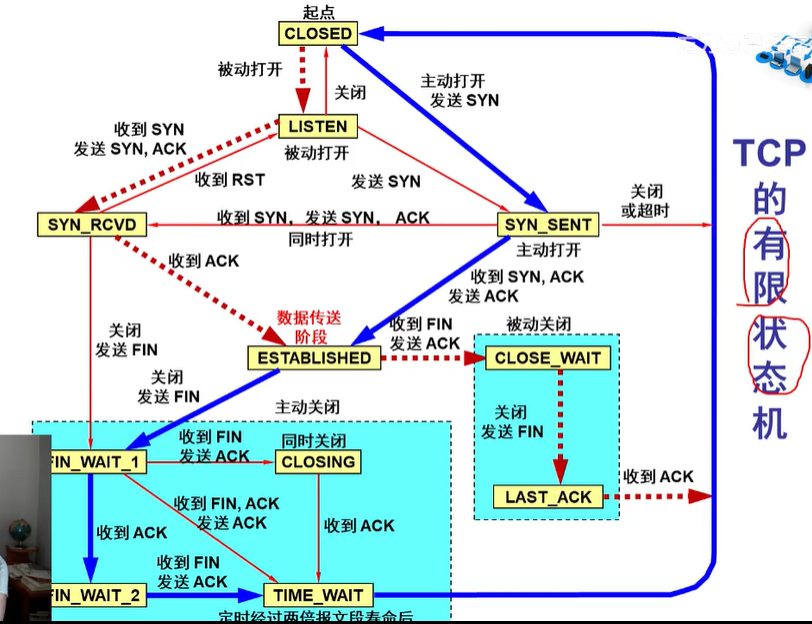 起点
CLOSED
被动打开
关闭
主动打开
发送 SYN
LISTEN
被动打开
收到 SYN
发送 SYN, ACK
收到 RST
发送 SYN
关闭
或超时
SYN_RCVD
收到 SYN，发送 SYN， ACK
同时打开
SYN_SENT
主动打开
收到 ACK
收到 SYN, ACK
发送 ACK
数据传送
阶段
关闭
发送 FIN
ESTABLISHED
收到 FIN
发送 ACK
被动关闭
CLOSE_WAIT
关闭
发送 FIN
主动关闭
关闭
发送 FIN
LAST_ACK
收到 ACK
FIN_WAIT_1
收到 FIN
发送 ACK
同时关闭
CLOSING
收到 ACK
收到 FIN, ACK
发送 ACK
收到 ACK
FIN_WAIT_2
收到 FIN
发送 ACK
TIME_WAIT
定时经过两倍报文段寿命后
TCP
的
有
限
状
态
机